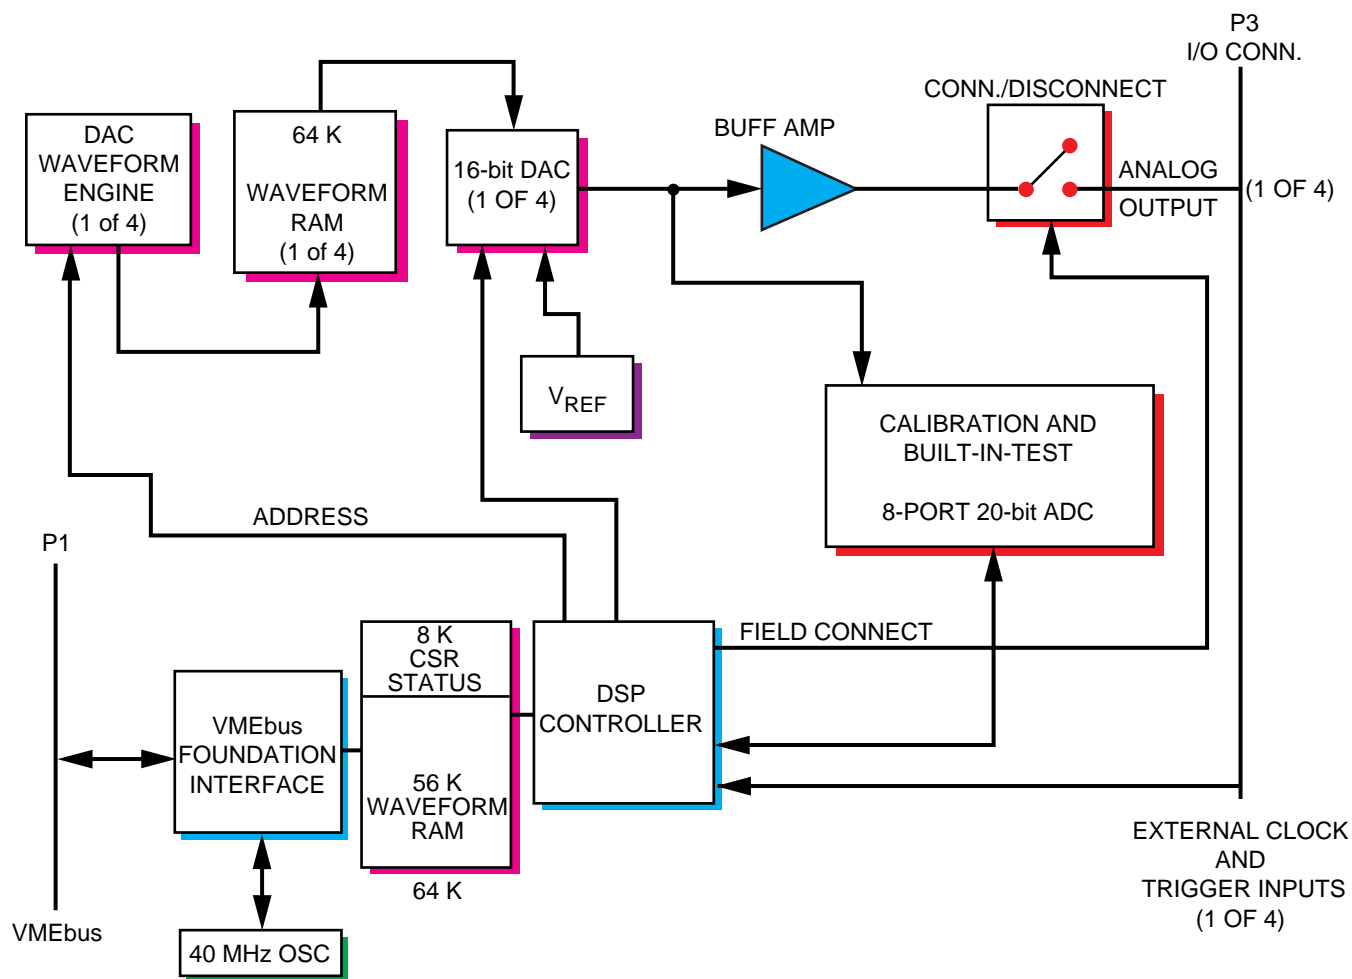 P3
I/O CONN.
CONN./DISCONNECT
DAC
WAVEFORM
ENGINE
(1 of 4)
64 K
WAVEFORM
RAM
(1 of 4)
16-bit DAC
(1 OF 4)
BUFF AMP
ANALOG
OUTPUT
(1 OF 4)
VREF
CALIBRATION AND
BUILT-IN-TEST
8-PORT 20-bit ADC
ADDRESS
P1
VMEbus
FOUNDATION
INTERFACE
8 K
CSR
STATUS
56 K
WAVEFORM
RAM
64 K
DSP
CONTROLLER
FIELD CONNECT
EXTERNAL CLOCK
AND
TRIGGER INPUTS
(1 OF 4)
VMEbus
40 MHz OSC